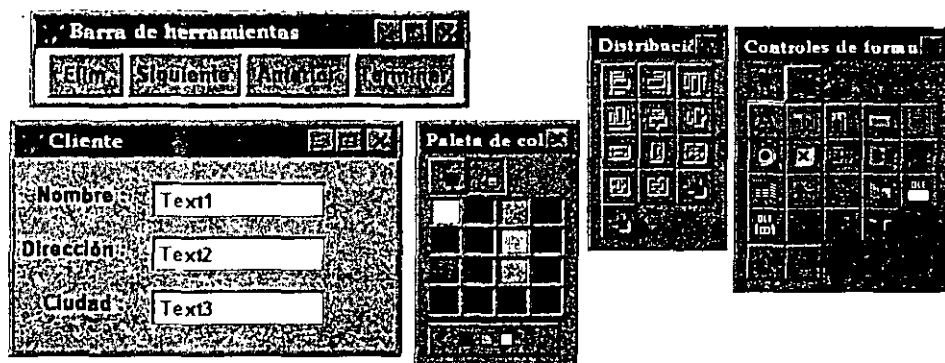 Barra de herramientas
Elim. Siguiente Anterior Terminar
Distribució
Controles de formu
Cliente
Nombre : Text1
Dirección: Text2
Ciudad : Text3
Paleta de col